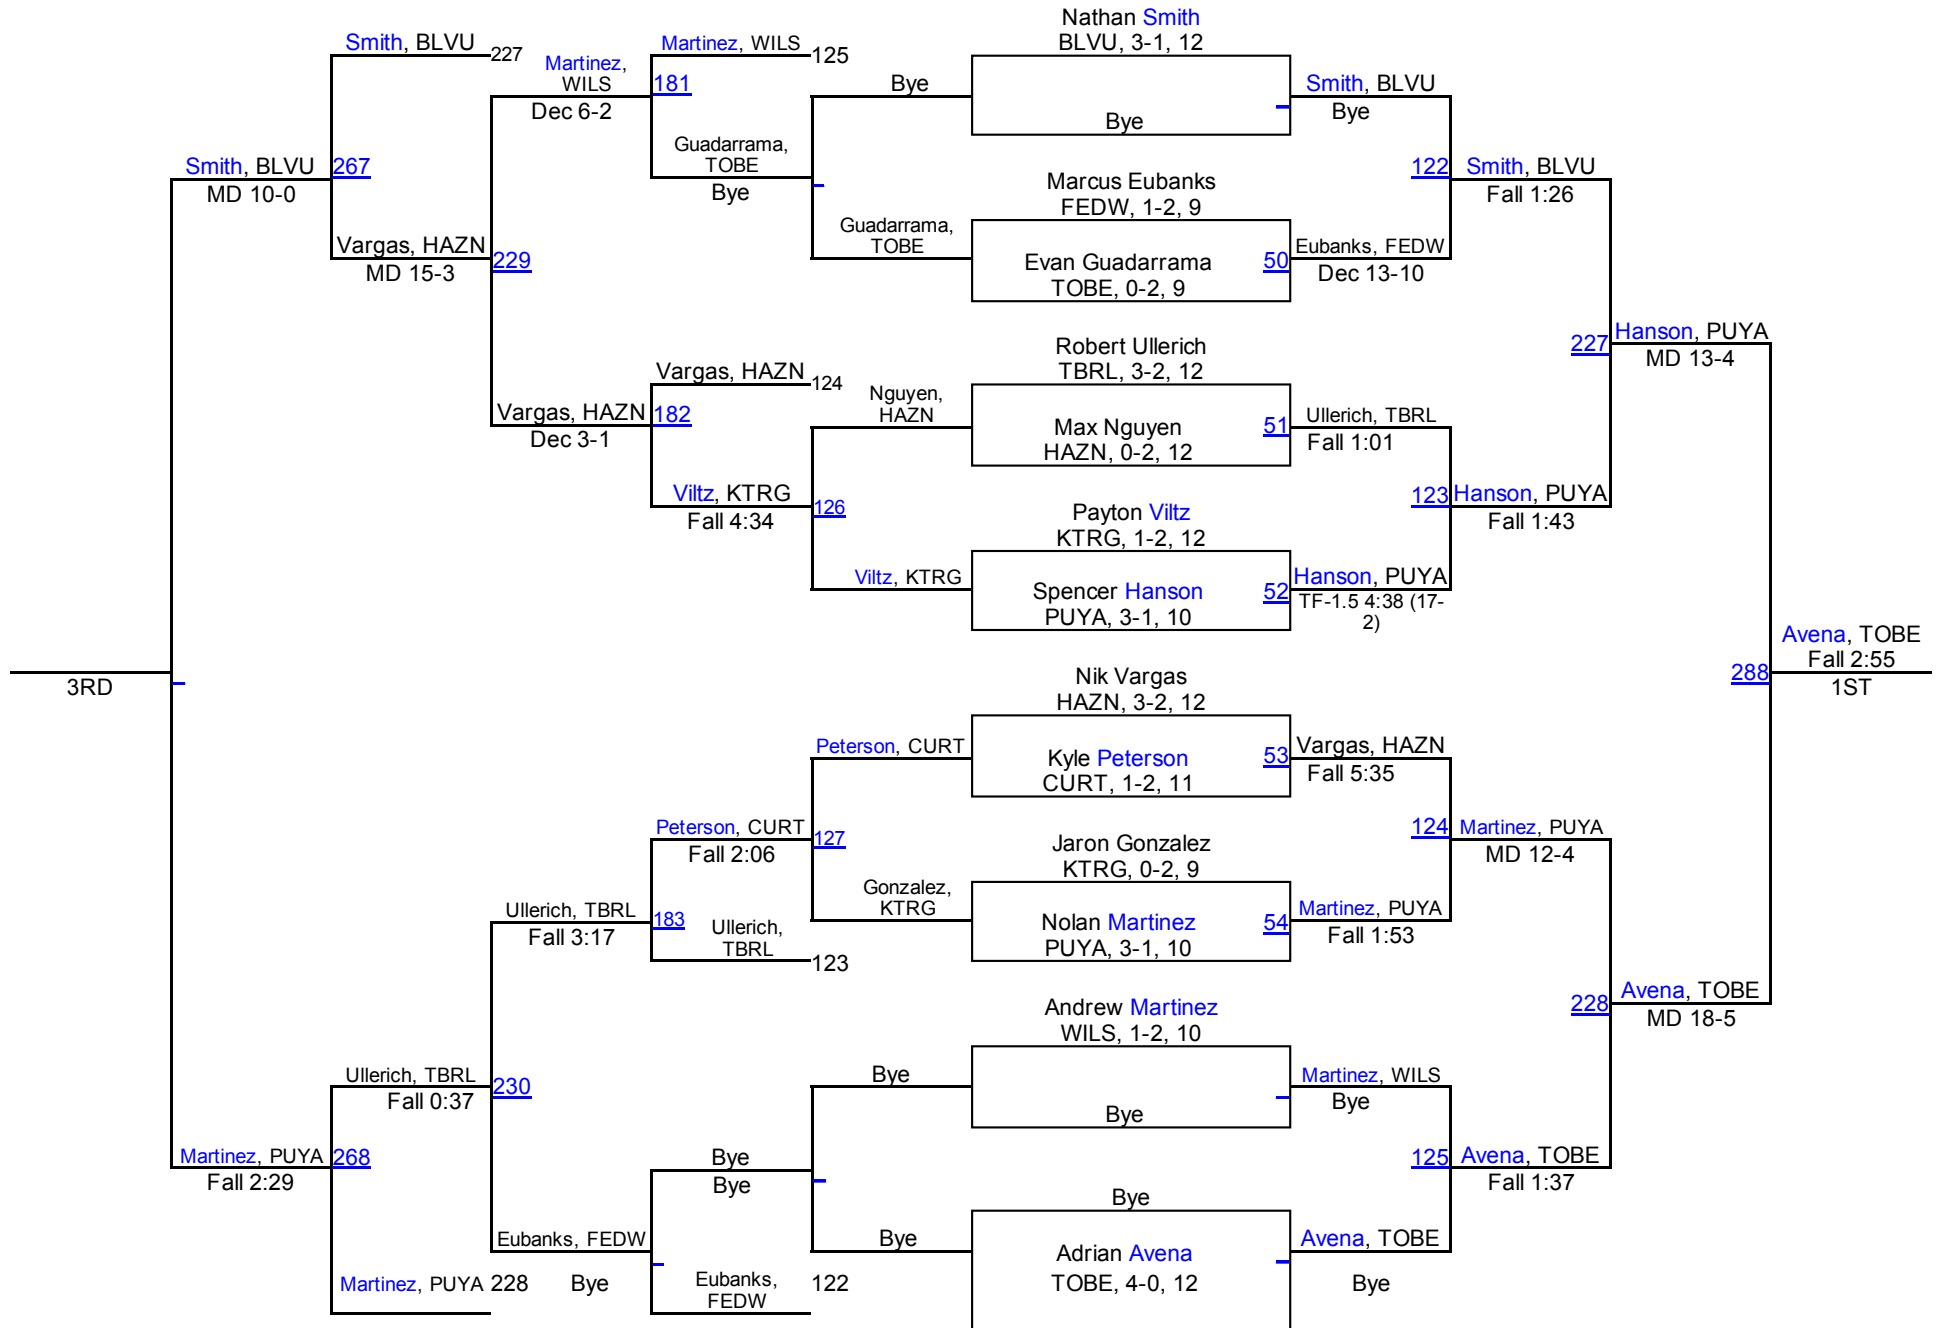 Nathan Smith
BLVU, 3-1, 12
Smith, BLVU
227
Martinez, WILS
125
Martinez,
WILS
181
Dec 6-2
Bye
Bye
Smith, BLVU
Bye
Guadarrama,
TOBE
Bye
Smith, BLVU
267
MD 10-0
122
Smith, BLVU
Fall 1:26
Marcus Eubanks
FEDW, 1-2, 9
Guadarrama,
TOBE
Evan Guadarrama
50
TOBE, 0-2, 9
Eubanks, FEDW
Dec 13-10
Vargas, HAZN
229
MD 15-3
Robert Ullerich
TBRL, 3-2, 12
227
Hanson, PUYA
MD 13-4
Vargas, HAZN
124
Nguyen,
HAZN
Vargas, HAZN
182
Dec 3-1
Max Nguyen
51
HAZN, 0-2, 12
Ullerich, TBRL
Fall 1:01
Viltz, KTRG
126
Fall 4:34
Payton Viltz
KTRG, 1-2, 12
123
Hanson, PUYA
Fall 1:43
Viltz, KTRG
Spencer Hanson
52
PUYA, 3-1, 10
Hanson, PUYA
TF-1.5 4:38 (17-
2)
3RD
Avena, TOBE
288
Fall 2:55
1ST
Nik Vargas
HAZN, 3-2, 12
Peterson, CURT
Kyle Peterson
53
CURT, 1-2, 11
Vargas, HAZN
Fall 5:35
Peterson, CURT
127
Fall 2:06
Jaron Gonzalez
KTRG, 0-2, 9
124
Martinez, PUYA
MD 12-4
Gonzalez,
KTRG
Ullerich, TBRL
183
Fall 3:17
Ullerich,
TBRL
123
Nolan Martinez
54
PUYA, 3-1, 10
Martinez, PUYA
Fall 1:53
Andrew Martinez
WILS, 1-2, 10
228
Avena, TOBE
MD 18-5
Ullerich, TBRL
230
Fall 0:37
Bye
Bye
Martinez, WILS
Bye
Martinez, PUYA
268
Fall 2:29
Bye
Bye
125
Avena, TOBE
Fall 1:37
Bye
Eubanks, FEDW
Bye
Bye
Adrian Avena
TOBE, 4-0, 12
Avena, TOBE
Bye
Martinez, PUYA
228
Eubanks,
FEDW
122